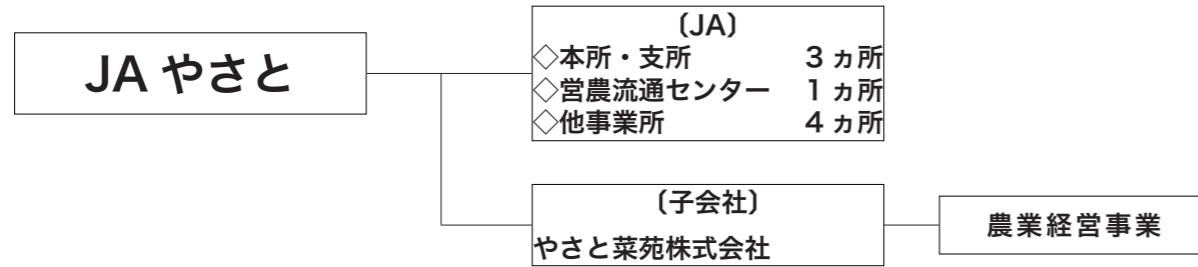 JA やさと
〔JA〕
◇本所・支所 3 ヵ所
◇営農流通センター 1 ヵ所
◇他事業所 4 ヵ所
〔子会社〕
やさと菜苑株式会社
農業経営事業